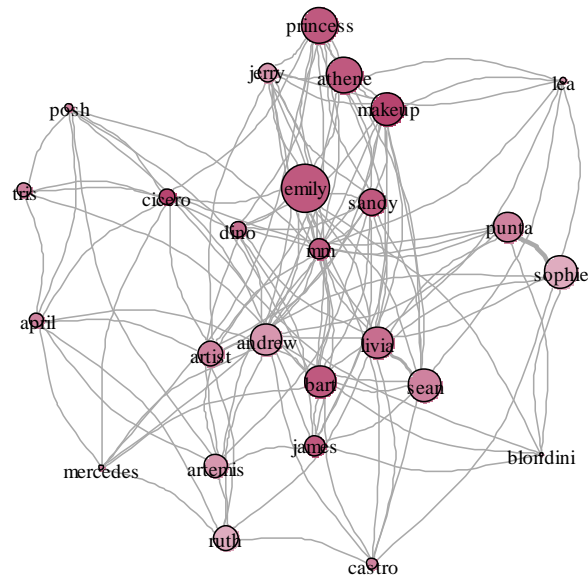 princess
jerry
athene
lea
makeup
posh
emily
tris
cicero
sandy
dino
punta
mm
sophie
april
andrew
livia
artist
bart
sean
james
blondini
mercedes
artemis
ruth
castro